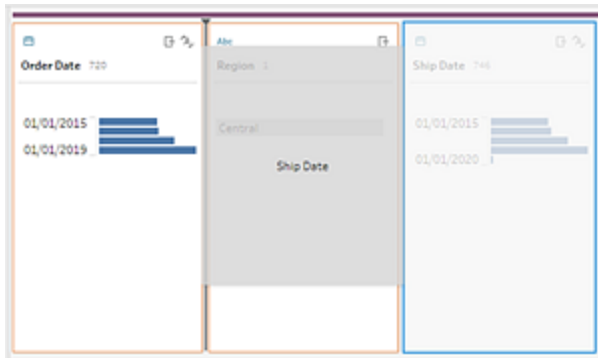 Order Date 720
01/01/2015
01/01/2019
Abc
Region 1
Central
Ship Date
Ship Date 746
01/01/2015
01/01/2020